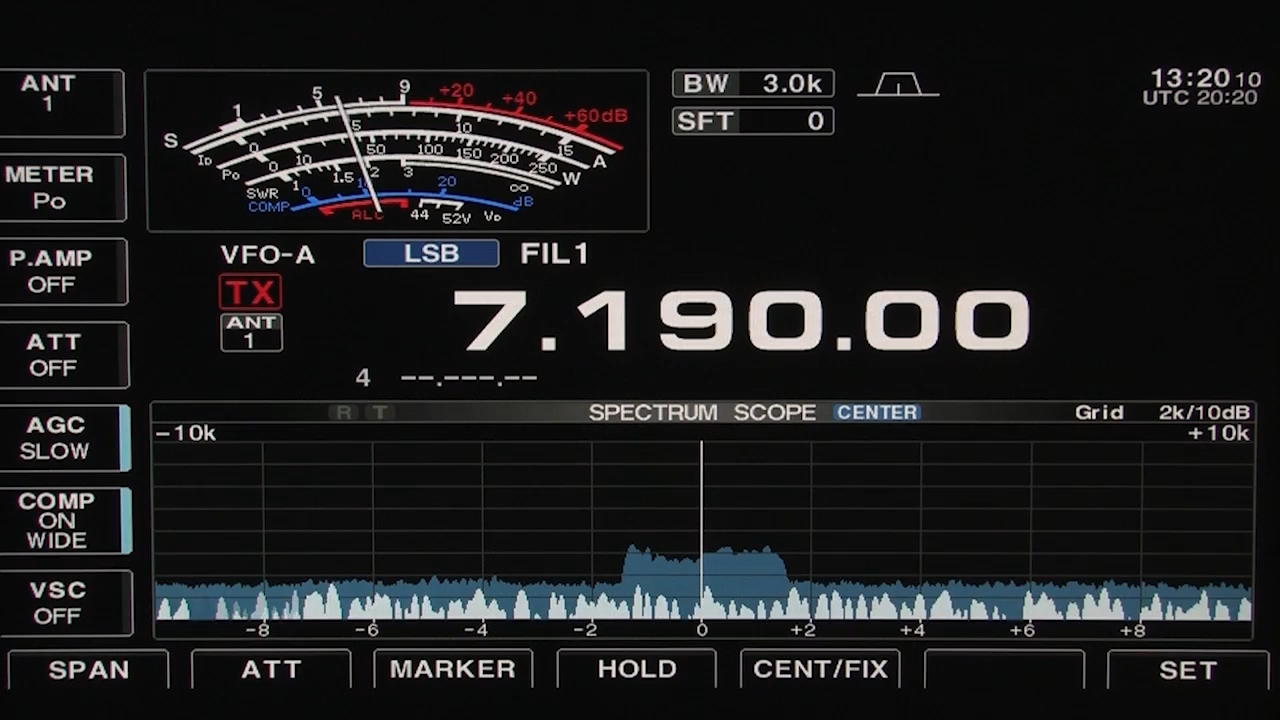 ANT
1
METER
Po
P.AMP
OFF
ATT
OFF
AGC
SLOW
COMP
ON
WIDE
VSC
OFF
S 1 5 9 +20 +40 +60dB
ID 0 5 10 15 A
Po 0 10 50 100 150 200 250 W
SWR 1 1.5 2 3 ∞
COMP 0 10 20 dB
ALC 44 52V VD
BW 3.0k
SFT 0
13:20 10
UTC 20:20
VFO-A LSB FIL1
TX
ANT
1
7.190.00
4 --.---.--
R T SPECTRUM SCOPE CENTER Grid 2k/10dB
-10k +10k
-8 -6 -4 -2 0 +2 +4 +6 +8
SPAN ATT MARKER HOLD CENT/FIX SET